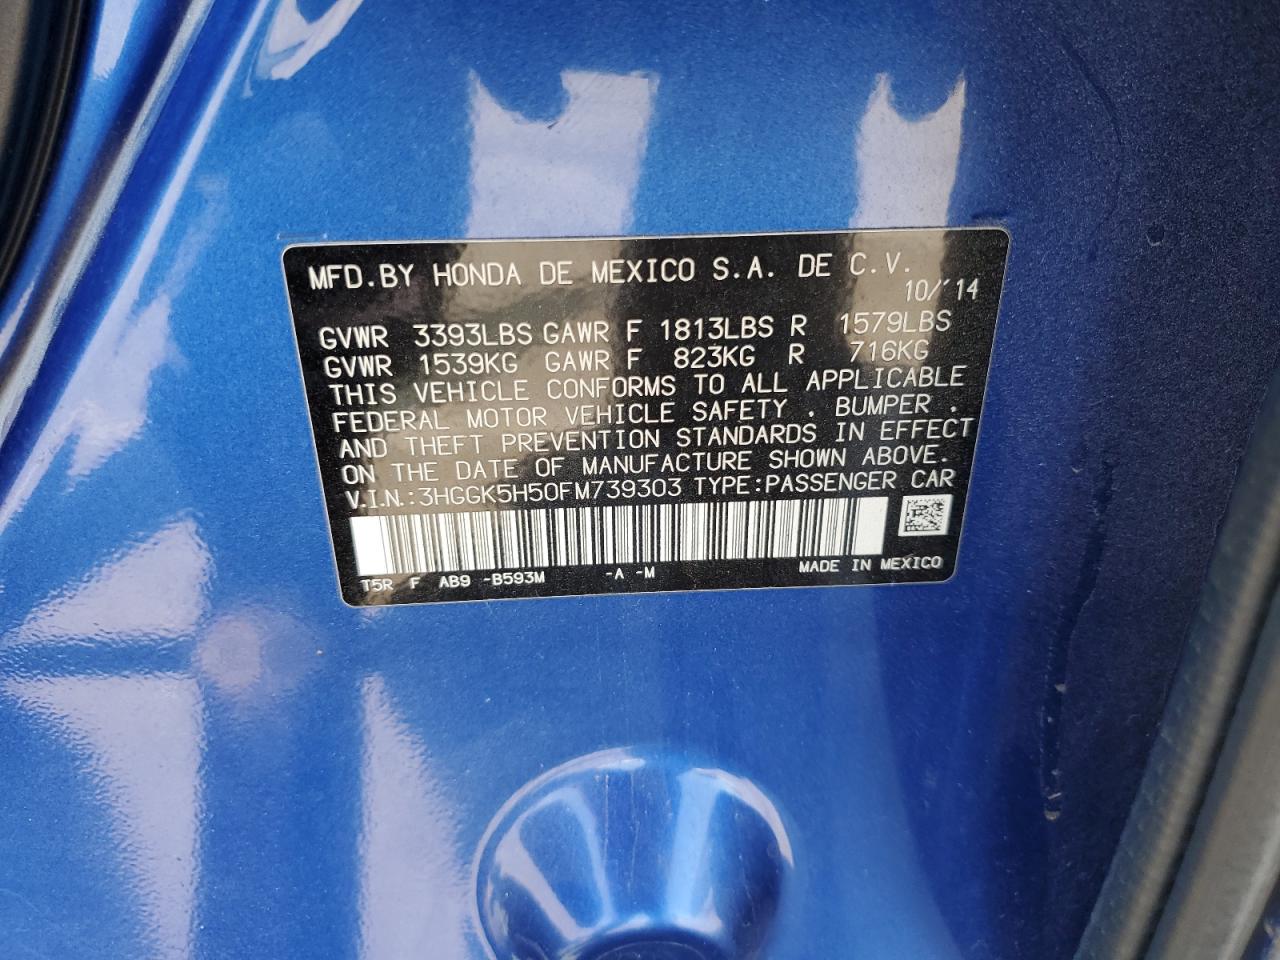 MFD.BY HONDA DE MEXICO S.A. DE C.V.
10/'14
GVWR 3393LBS GAWR F 1813LBS R 1579LBS
GVWR 1539KG GAWR F 823KG R 716KG
THIS VEHICLE CONFORMS TO ALL APPLICABLE
FEDERAL MOTOR VEHICLE SAFETY . BUMPER .
AND THEFT PREVENTION STANDARDS IN EFFECT
ON THE DATE OF MANUFACTURE SHOWN ABOVE.
V.I.N.:3HGGK5H50FM739303 TYPE:PASSENGER CAR
T5R F AB9 -B593M -A -M MADE IN MEXICO